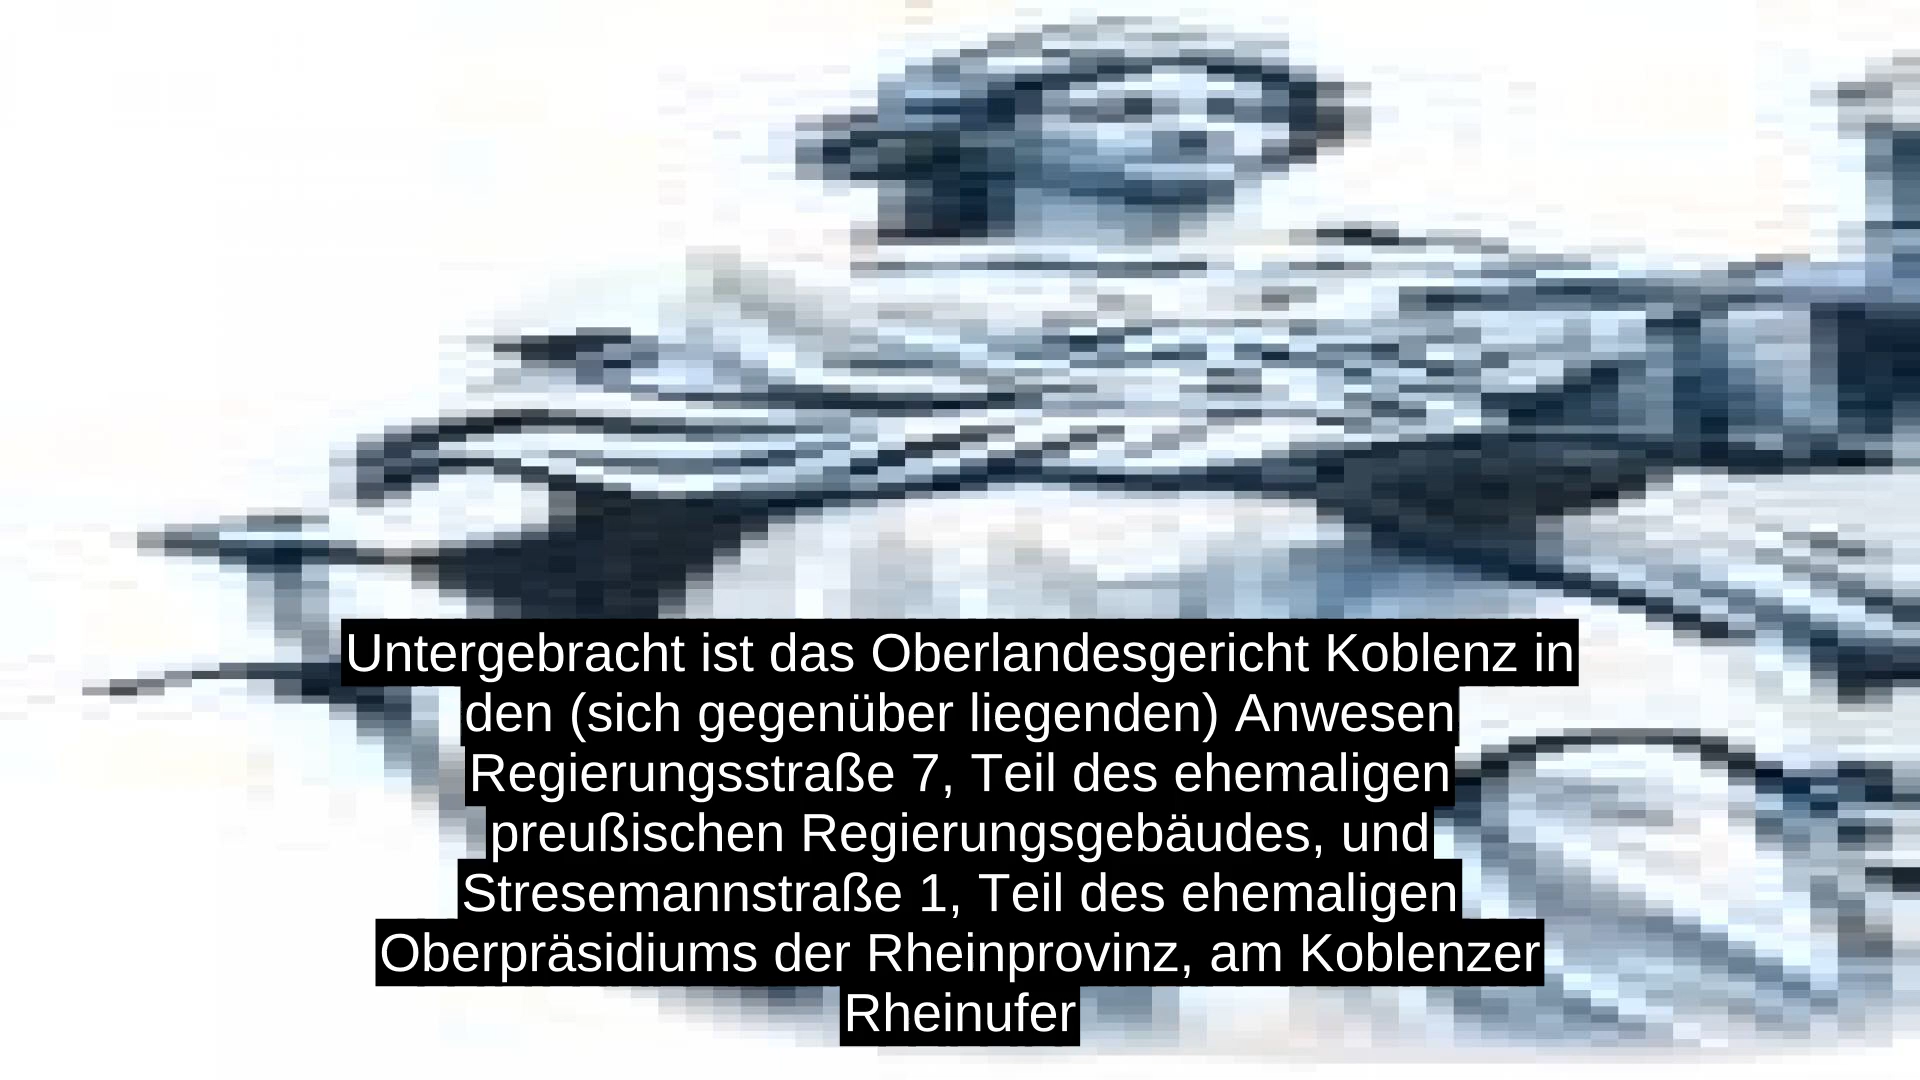 Untergebracht ist das Oberlandesgericht Koblenz in
den (sich gegenüber liegenden) Anwesen
Regierungsstraße 7, Teil des ehemaligen
preußischen Regierungsgebäudes, und
Stresemannstraße 1, Teil des ehemaligen
Oberpräsidiums der Rheinprovinz, am Koblenzer
Rheinufer